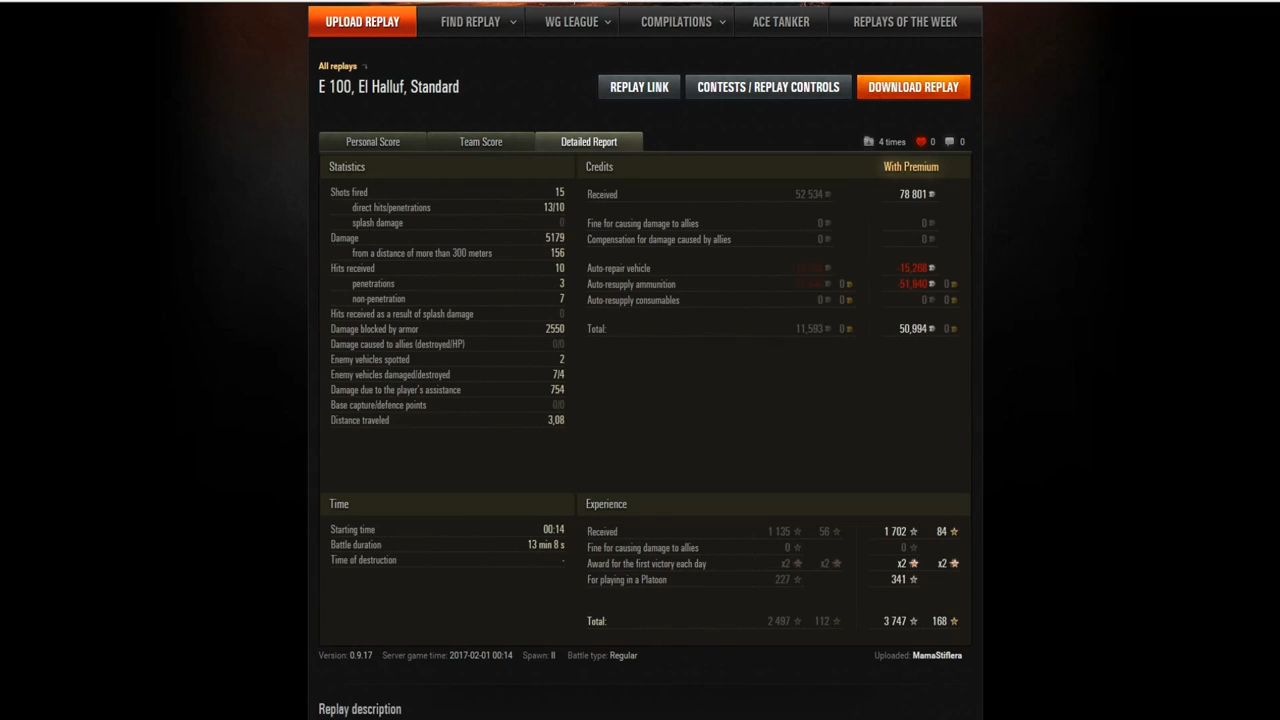 UPLOAD REPLAY FIND REPLAY WG LEAGUE COMPILATIONS ACE TANKER REPLAYS OF THE WEEK
All replays
E 100, El Halluf, Standard REPLAY LINK CONTESTS / REPLAY CONTROLS DOWNLOAD REPLAY
Personal Score Team Score Detailed Report 4 times 0 0
Statistics
Shots fired 15
direct hits/penetrations 13/10
splash damage 0
Damage 5179
from a distance of more than 300 meters 156
Hits received 10
penetrations 3
non-penetration 7
Hits received as a result of splash damage 0
Damage blocked by armor 2550
Damage caused to allies (destroyed/HP) 0/0
Enemy vehicles spotted 2
Enemy vehicles damaged/destroyed 7/4
Damage due to the player's assistance 754
Base capture/defence points 0/0
Distance traveled 3,08
Credits With Premium
Received 52 534 78 801
Fine for causing damage to allies 0 0
Compensation for damage caused by allies 0 0
Auto-repair vehicle -15,268
Auto-resupply ammunition 0 -51,840 0
Auto-resupply consumables 0 0 0 0
Total: 11,593 0 50,994 0
Time
Starting time 00:14
Battle duration 13 min 8 s
Time of destruction -
Experience
Received 1 135 56 1 702 84
Fine for causing damage to allies 0 0
Award for the first victory each day x2 x2 x2 x2
For playing in a Platoon 227 341
Total: 2 497 112 3 747 168
Version: 0.9.17 Server game time: 2017-02-01 00:14 Spawn: II Battle type: Regular Uploaded: MamaStiflera
Replay description